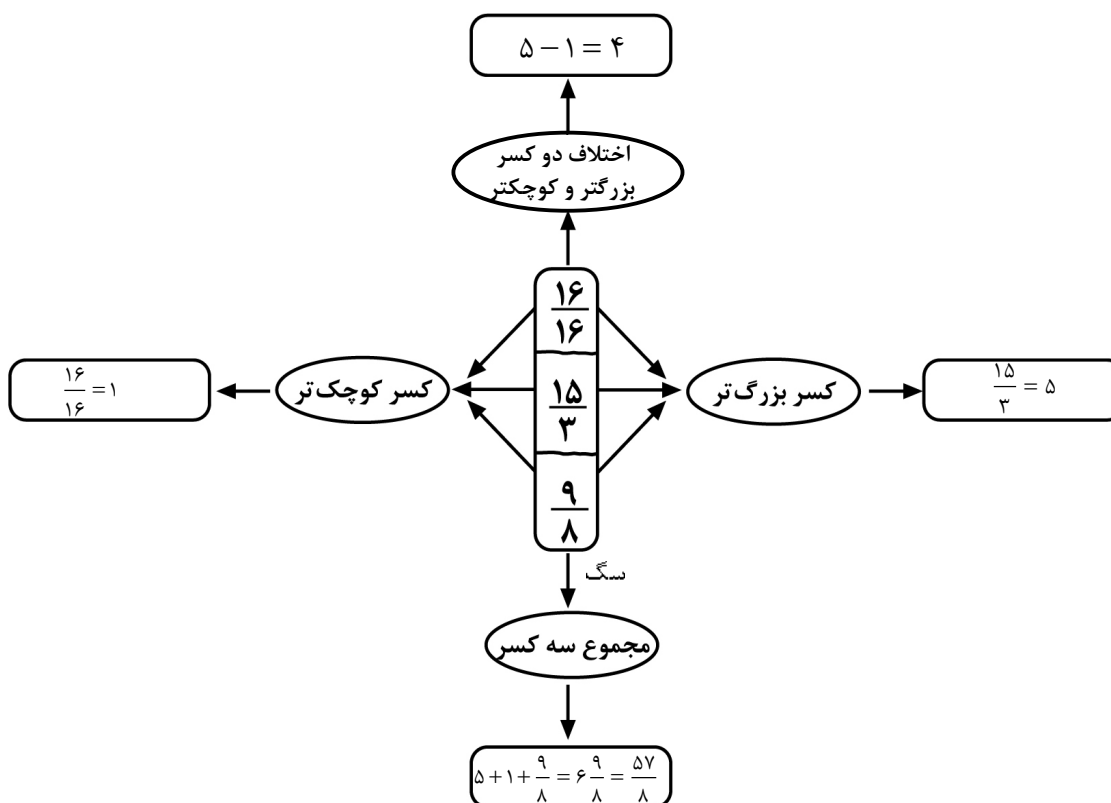 ۵ − ۱ = ۴
اختلاف دو کسر
بزرگتر و کوچکتر
۱۶/۱۶
۱۵/۳
۹/۸
کسر بزرگ‌تر
۱۵/۳ = ۵
کسر کوچک‌تر
۱۶/۱۶ = ۱
سگ
مجموع سه کسر
۵ + ۱ + ۹/۸ = ۶ ۹/۸ = ۵۷/۸